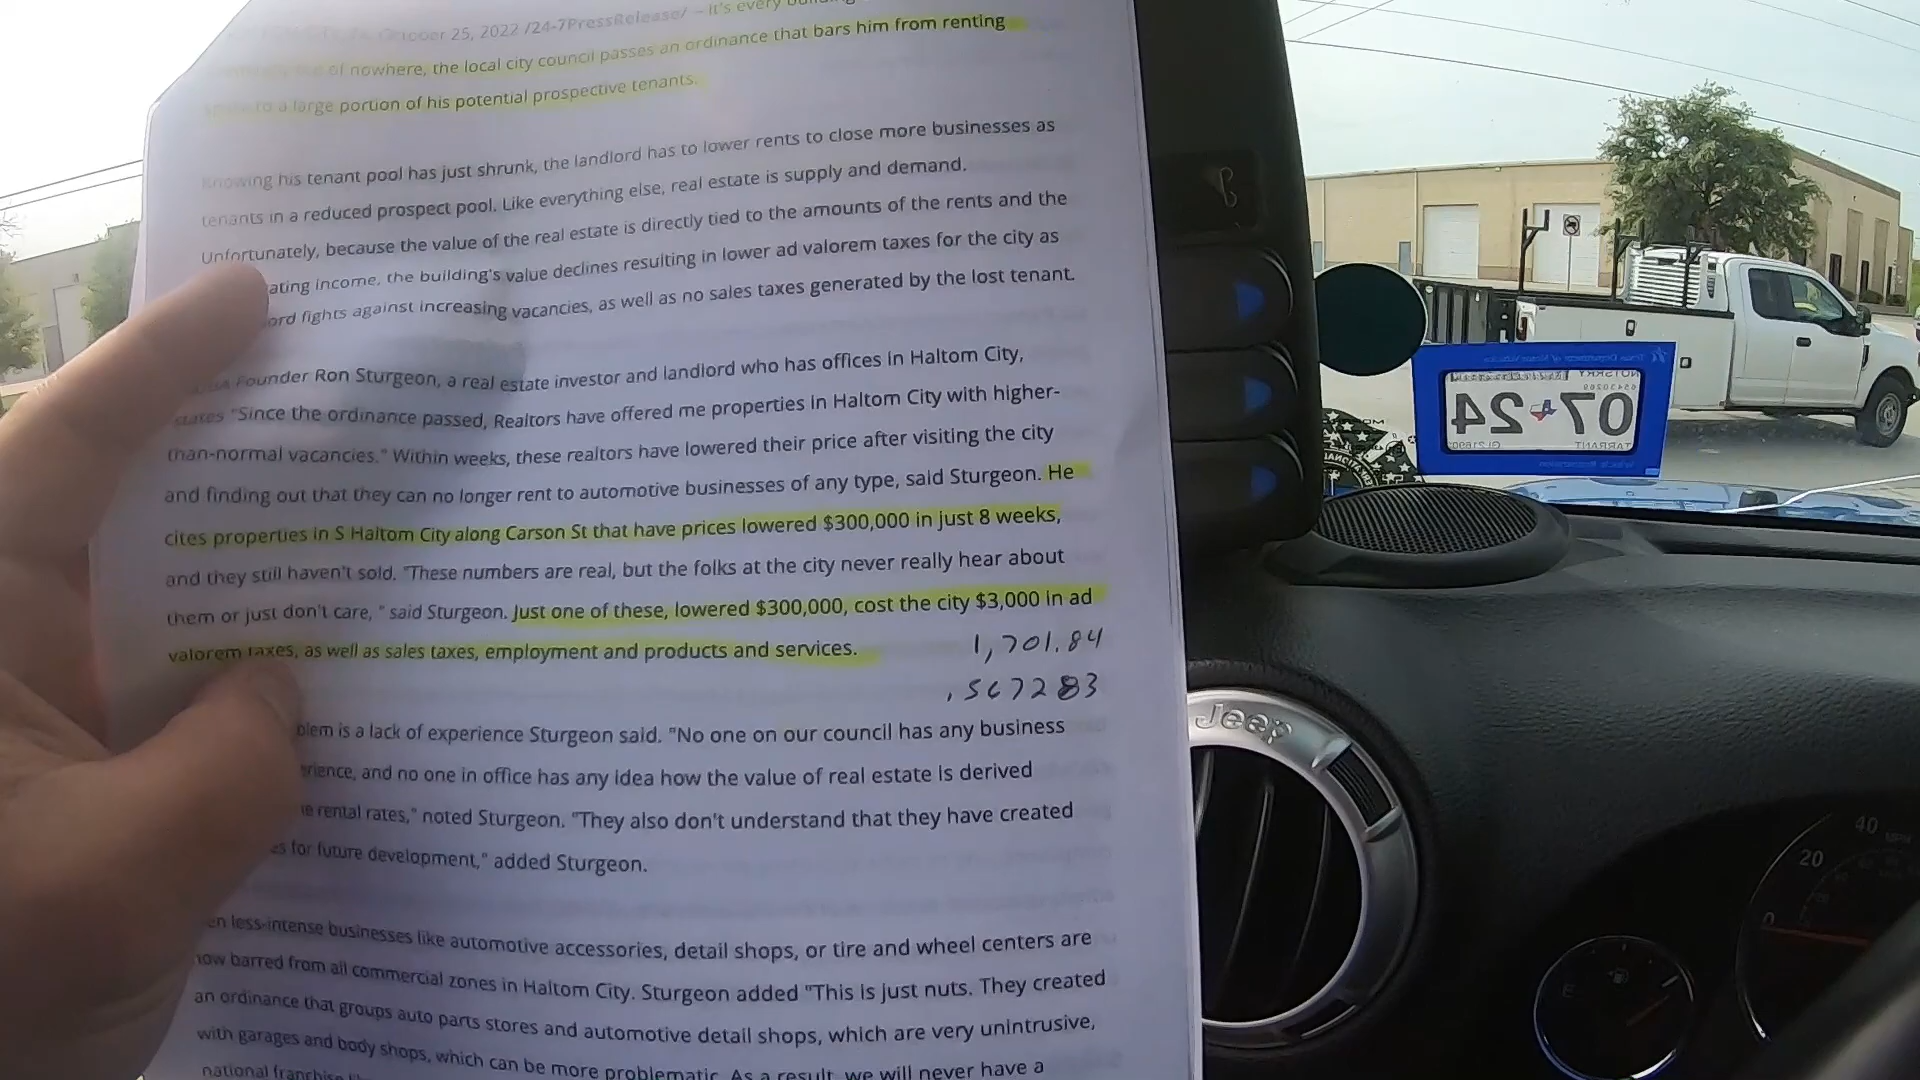 October 25, 2022 /24-7PressRelease/ – It's every
of nowhere, the local city council passes an ordinance that bars him from renting
to a large portion of his potential prospective tenants.
Knowing his tenant pool has just shrunk, the landlord has to lower rents to close more businesses as
tenants in a reduced prospect pool. Like everything else, real estate is supply and demand.
Unfortunately, because the value of the real estate is directly tied to the amounts of the rents and the
ating income, the building's value declines resulting in lower ad valorem taxes for the city as
ord fights against increasing vacancies, as well as no sales taxes generated by the lost tenant.
Founder Ron Sturgeon, a real estate investor and landlord who has offices in Haltom City,
states "Since the ordinance passed, Realtors have offered me properties in Haltom City with higher-
than-normal vacancies." Within weeks, these realtors have lowered their price after visiting the city
and finding out that they can no longer rent to automotive businesses of any type, said Sturgeon. He
cites properties in S Haltom City along Carson St that have prices lowered $300,000 in just 8 weeks,
and they still haven't sold. "These numbers are real, but the folks at the city never really hear about
them or just don't care, " said Sturgeon. Just one of these, lowered $300,000, cost the city $3,000 in ad
valorem taxes, as well as sales taxes, employment and products and services.
1,701.84
.567283
blem is a lack of experience Sturgeon said. "No one on our council has any business
erience, and no one in office has any idea how the value of real estate is derived
e rental rates," noted Sturgeon. "They also don't understand that they have created
es for future development," added Sturgeon.
en less-intense businesses like automotive accessories, detail shops, or tire and wheel centers are
now barred from all commercial zones in Haltom City. Sturgeon added "This is just nuts. They created
an ordinance that groups auto parts stores and automotive detail shops, which are very unintrusive,
with garages and body shops, which can be more problematic. As a result, we will never have a
national
Jeep
07 24
TARRANT
40
MPH
20
0
E